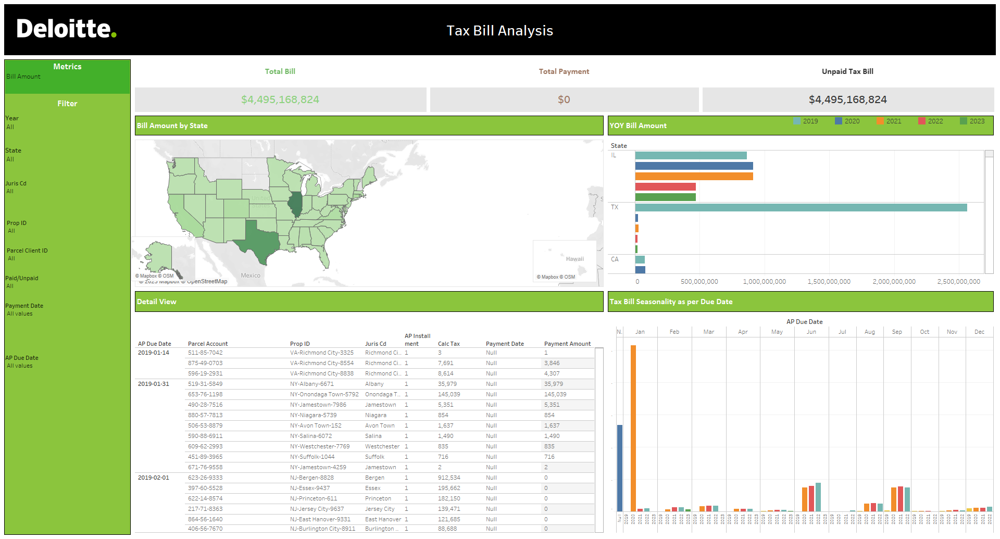 Deloitte.
Tax Bill Analysis
Metrics
Bill Amount
Filter
Year
All
State
All
Juris Cd
All
Prop ID
All
Parcel Client ID
All
Paid/Unpaid
All
Payment Date
All values
AP Due Date
All values
Total Bill
Total Payment
Unpaid Tax Bill
$4,495,168,824
$0
$4,495,168,824
Bill Amount by State
United
States
Mexico
Hawaii
© Mapbox © OSM
© 2025 Mapbox © OpenStreetMap
© Mapbox © OSM
YOY Bill Amount
2019 2020 2021 2022 2023
State
IL
TX
CA
0 500,000,000 1,000,000,000 1,500,000,000 2,000,000,000 2,500,000,000
Detail View
AP Due Date Parcel Account Prop ID Juris Cd AP Install
ment Calc Tax Payment Date Payment Amount
2019-01-14 511-85-7042 VA-Richmond City-3325 Richmond Ci.. 1 3 Null 1
875-49-0703 VA-Richmond City-8554 Richmond Ci.. 1 7,691 Null 3,846
596-19-2931 VA-Richmond City-8838 Richmond Ci.. 1 8,614 Null 4,307
2019-01-31 519-31-5849 NY-Albany-6671 Albany 1 35,979 Null 35,979
653-76-1198 NY-Onondaga Town-5792 Onondaga T.. 1 145,039 Null 145,039
490-28-7516 NY-Jamestown-7986 Jamestown 1 5,351 Null 5,351
880-57-7813 NY-Niagara-5739 Niagara 1 854 Null 854
506-53-8879 NY-Avon Town-152 Avon Town 1 1,637 Null 1,637
590-88-6911 NY-Salina-6072 Salina 1 1,490 Null 1,490
609-62-2993 NY-Westchester-7769 Westchester 1 835 Null 835
451-89-3965 NY-Suffolk-1044 Suffolk 1 716 Null 716
671-76-9558 NY-Jamestown-4259 Jamestown 1 2 Null 2
2019-02-01 623-26-9333 NJ-Bergen-8828 Bergen 1 912,534 Null 0
397-60-5528 NJ-Essex-9437 Essex 1 195,662 Null 0
622-14-8574 NJ-Princeton-611 Princeton 1 182,150 Null 0
217-71-8363 NJ-Jersey City-9637 Jersey City 1 139,471 Null 0
864-56-1640 NJ-East Hanover-9331 East Hanover 1 121,685 Null 0
406-56-7670 NJ-Burlington City-8911 Burlington .. 1 88,688 Null 0
Tax Bill Seasonality as per Due Date
AP Due Date
N. Jan Feb Mar Apr May Jun Jul Aug Sep Oct Nov Dec
Null 2019 2020 2021 2022 2023 2019 2020 2021 2022 2023 2019 2020 2021 2022 2023 2019 2020 2021 2022 2023 2019 2020 2021 2022 2023 2019 2020 2021 2022 2023 2019 2020 2021 2022 2019 2020 2021 2022 2019 2020 2021 2022 2019 2020 2021 2022 2019 2020 2021 2022 2019 2020 2021 2022